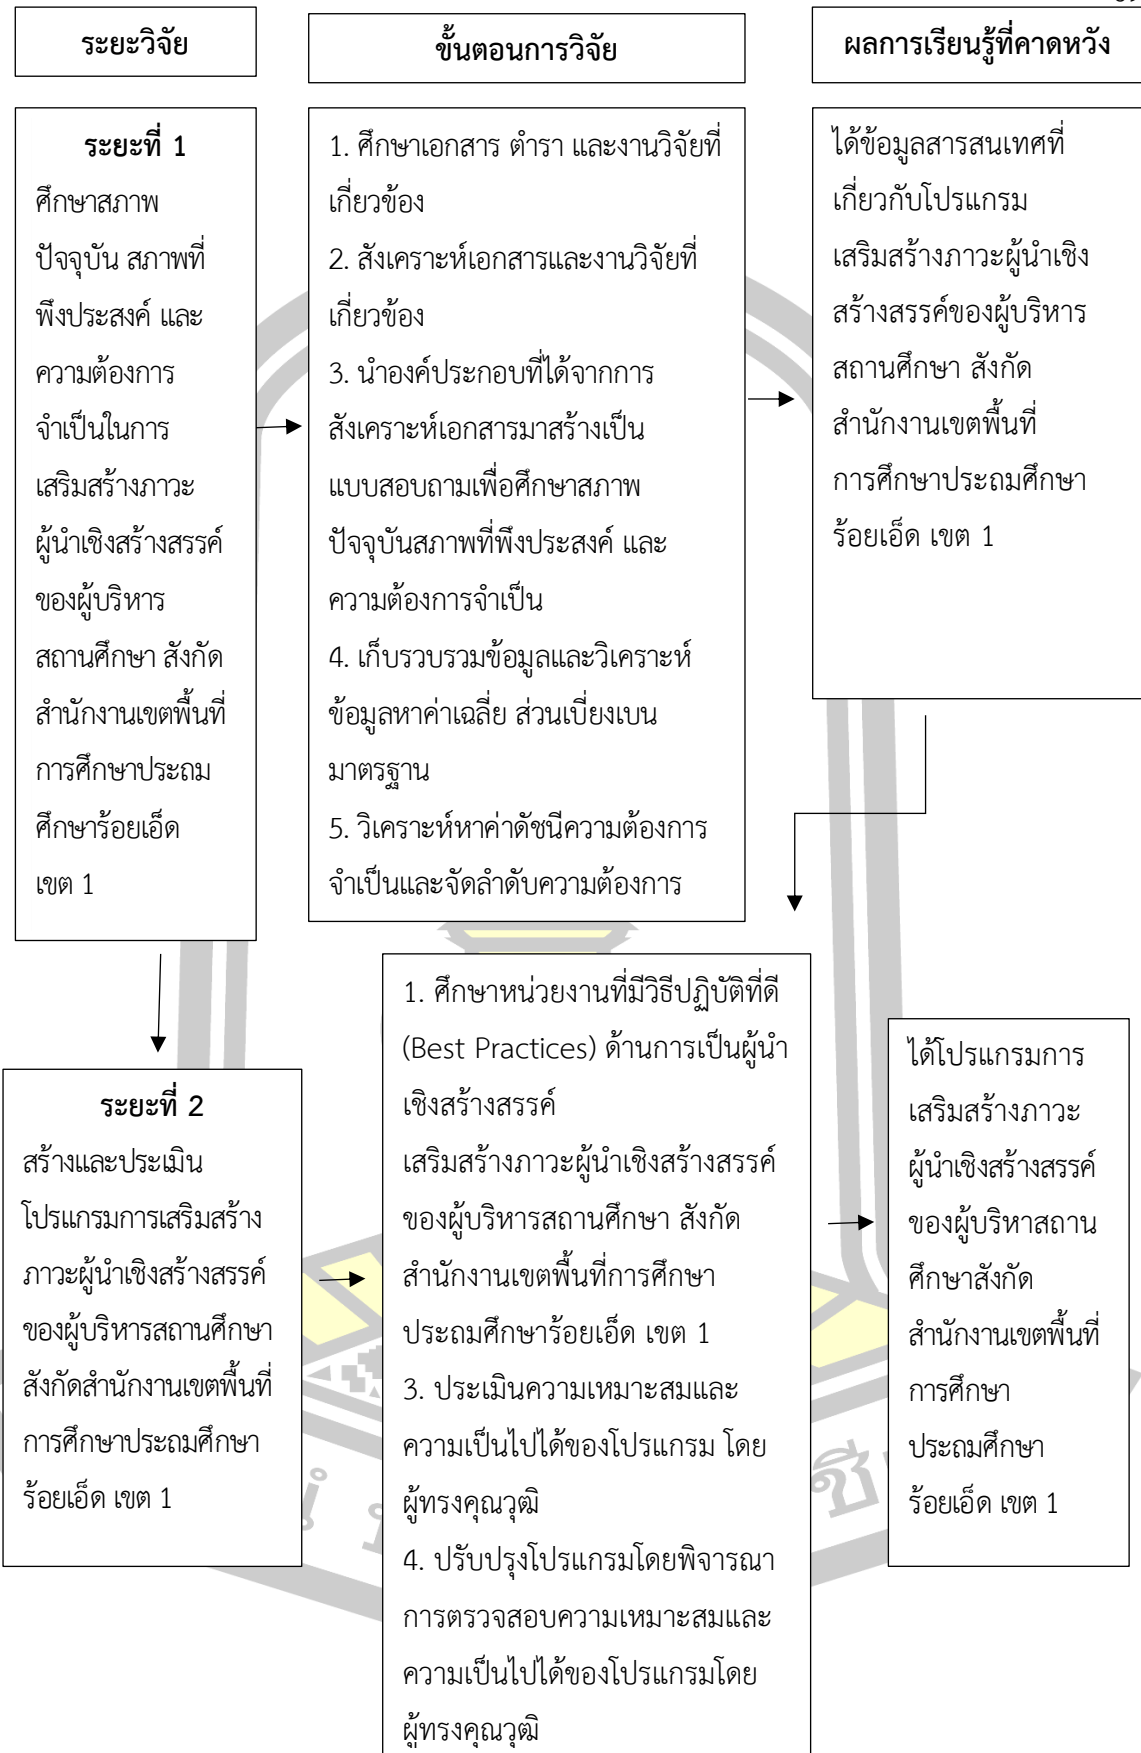 ระยะวิจัย
ขั้นตอนการวิจัย
ผลการเรียนรู้ที่คาดหวัง
ระยะที่ 1
ศึกษาสภาพ
ปัจจุบัน สภาพที่
พึงประสงค์ และ
ความต้องการ
จำเป็นในการ
เสริมสร้างภาวะ
ผู้นำเชิงสร้างสรรค์
ของผู้บริหาร
สถานศึกษา สังกัด
สำนักงานเขตพื้นที่
การศึกษาประถม
ศึกษาร้อยเอ็ด
เขต 1
1. ศึกษาเอกสาร ตำรา และงานวิจัยที่
เกี่ยวข้อง
2. สังเคราะห์เอกสารและงานวิจัยที่
เกี่ยวข้อง
3. นำองค์ประกอบที่ได้จากการ
สังเคราะห์เอกสารมาสร้างเป็น
แบบสอบถามเพื่อศึกษาสภาพ
ปัจจุบันสภาพที่พึงประสงค์ และ
ความต้องการจำเป็น
4. เก็บรวบรวมข้อมูลและวิเคราะห์
ข้อมูลหาค่าเฉลี่ย ส่วนเบี่ยงเบน
มาตรฐาน
5. วิเคราะห์หาค่าดัชนีความต้องการ
จำเป็นและจัดลำดับความต้องการ
ได้ข้อมูลสารสนเทศที่
เกี่ยวกับโปรแกรม
เสริมสร้างภาวะผู้นำเชิง
สร้างสรรค์ของผู้บริหาร
สถานศึกษา สังกัด
สำนักงานเขตพื้นที่
การศึกษาประถมศึกษา
ร้อยเอ็ด เขต 1
ระยะที่ 2
สร้างและประเมิน
โปรแกรมการเสริมสร้าง
ภาวะผู้นำเชิงสร้างสรรค์
ของผู้บริหารสถานศึกษา
สังกัดสำนักงานเขตพื้นที่
การศึกษาประถมศึกษา
ร้อยเอ็ด เขต 1
1. ศึกษาหน่วยงานที่มีวิธีปฏิบัติที่ดี
(Best Practices) ด้านการเป็นผู้นำ
เชิงสร้างสรรค์
เสริมสร้างภาวะผู้นำเชิงสร้างสรรค์
ของผู้บริหารสถานศึกษา สังกัด
สำนักงานเขตพื้นที่การศึกษา
ประถมศึกษาร้อยเอ็ด เขต 1
3. ประเมินความเหมาะสมและ
ความเป็นไปได้ของโปรแกรม โดย
ผู้ทรงคุณวุฒิ
4. ปรับปรุงโปรแกรมโดยพิจารณา
การตรวจสอบความเหมาะสมและ
ความเป็นไปได้ของโปรแกรมโดย
ผู้ทรงคุณวุฒิ
ได้โปรแกรมการ
เสริมสร้างภาวะ
ผู้นำเชิงสร้างสรรค์
ของผู้บริหาสถาน
ศึกษาสังกัด
สำนักงานเขตพื้นที่
การศึกษา
ประถมศึกษา
ร้อยเอ็ด เขต 1